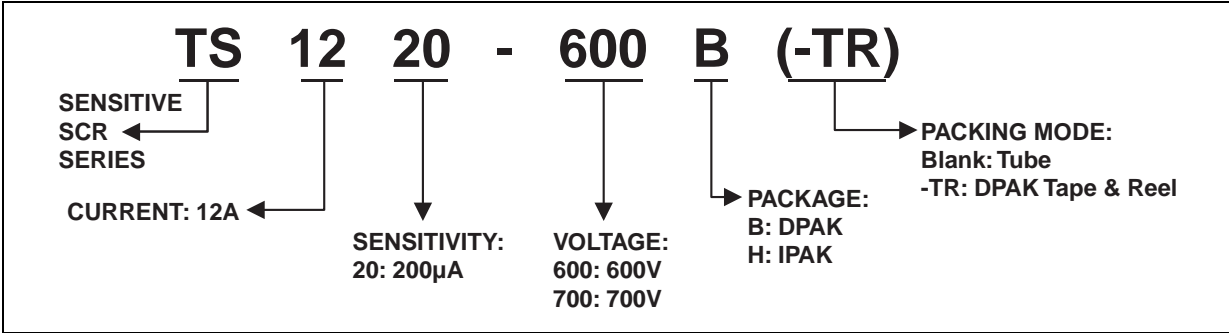 TS 12 20 - 600 B (-TR)
SENSITIVE
SCR
SERIES
CURRENT: 12A
SENSITIVITY:
20: 200µA
VOLTAGE:
600: 600V
700: 700V
PACKAGE:
B: DPAK
H: IPAK
PACKING MODE:
Blank: Tube
-TR: DPAK Tape & Reel